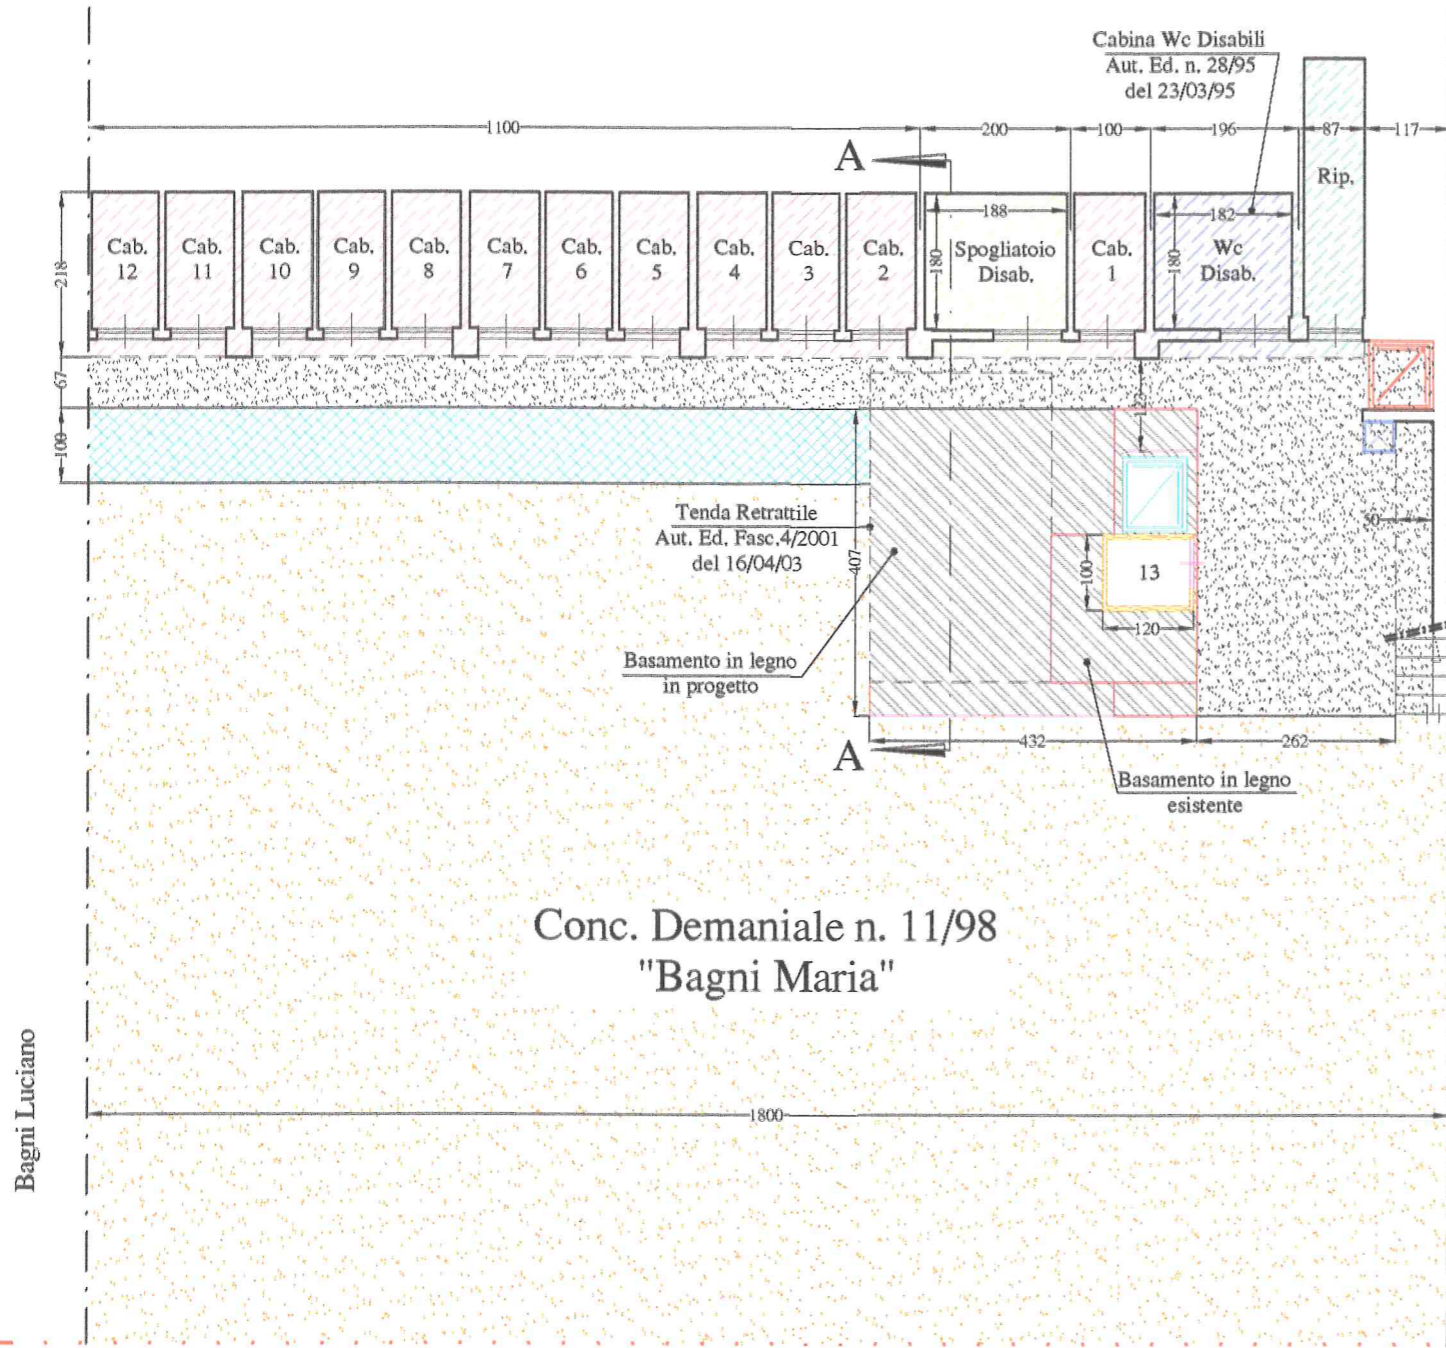 Cabina Wc Disabili
Aut. Ed. n. 28/95
del 23/03/95
1100
200
100
196
87
117
A
Rip.
188
182
218
Cab.
12
Cab.
11
Cab.
10
Cab.
9
Cab.
8
Cab.
7
Cab.
6
Cab.
5
Cab.
4
Cab.
3
Cab.
2
180
Spogliatoio
Disab.
Cab.
1
180
Wc
Disab.
67
100
123
Tenda Retrattile
Aut. Ed. Fasc.4/2001
del 16/04/03
407
50
100
13
120
Basamento in legno
in progetto
A
432
262
Basamento in legno
esistente
Conc. Demaniale n. 11/98
"Bagni Maria"
Bagni Luciano
1800